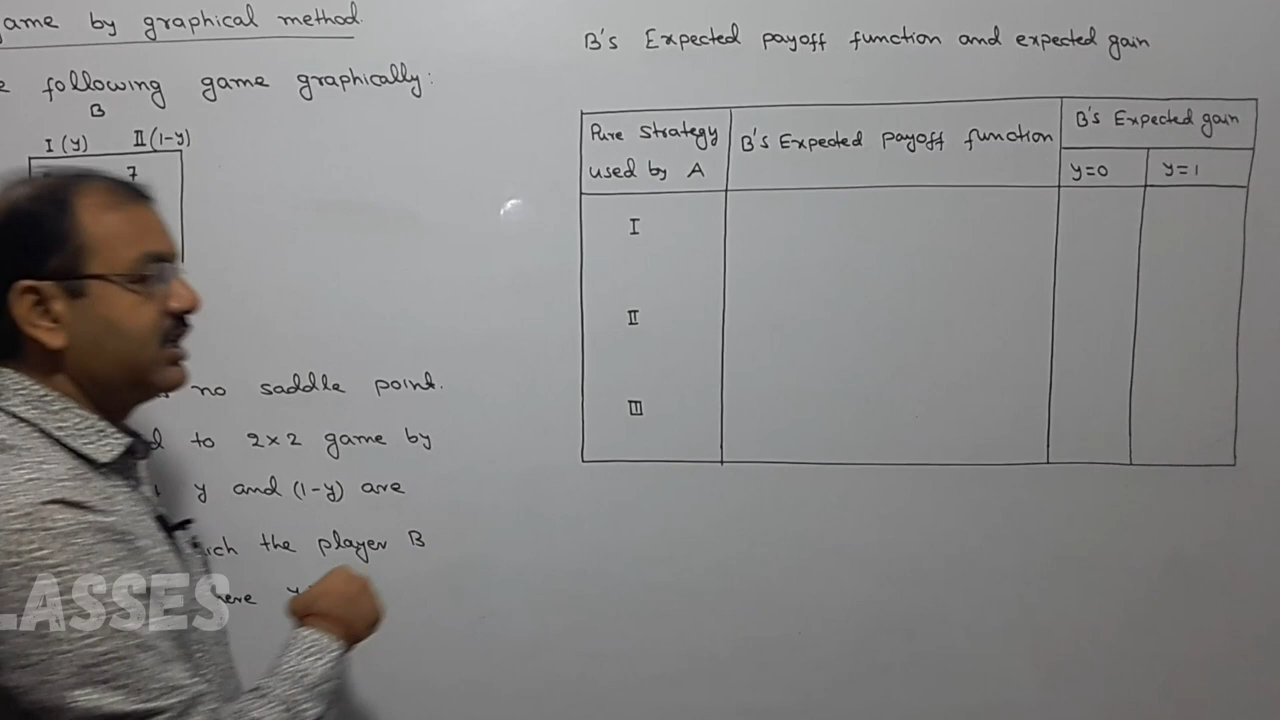 ame by graphical method.
following game graphically:
B
I (y) II (1-y)
7
no saddle point.
to 2×2 game by
y and (1-y) are
the player B
B's Expected payoff function and expected gain
Pure Strategy used by A
B's Expected payoff function
B's Expected gain
y=0 y=1
I
II
III
LASSES